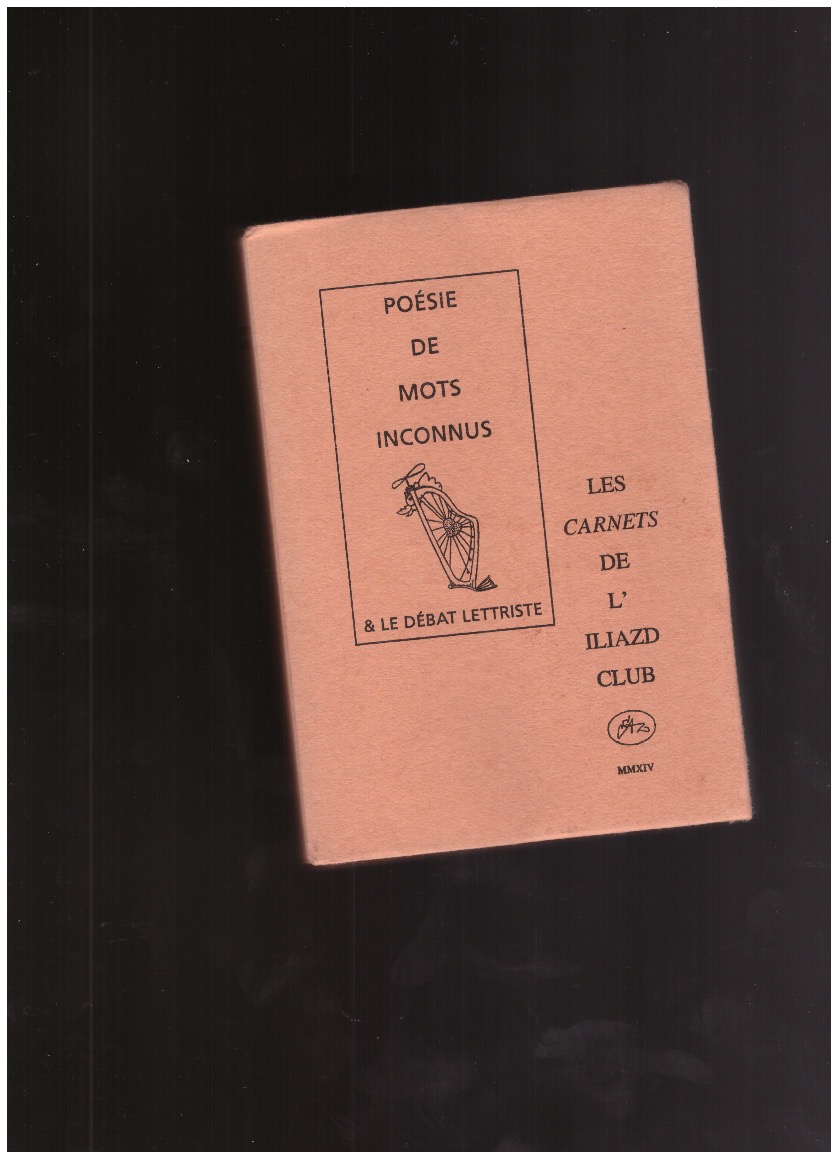 POÉSIE
DE
MOTS
INCONNUS
& LE DÉBAT LETTRISTE
LES
CARNETS
DE
L'
ILIAZD
CLUB
MMXIV